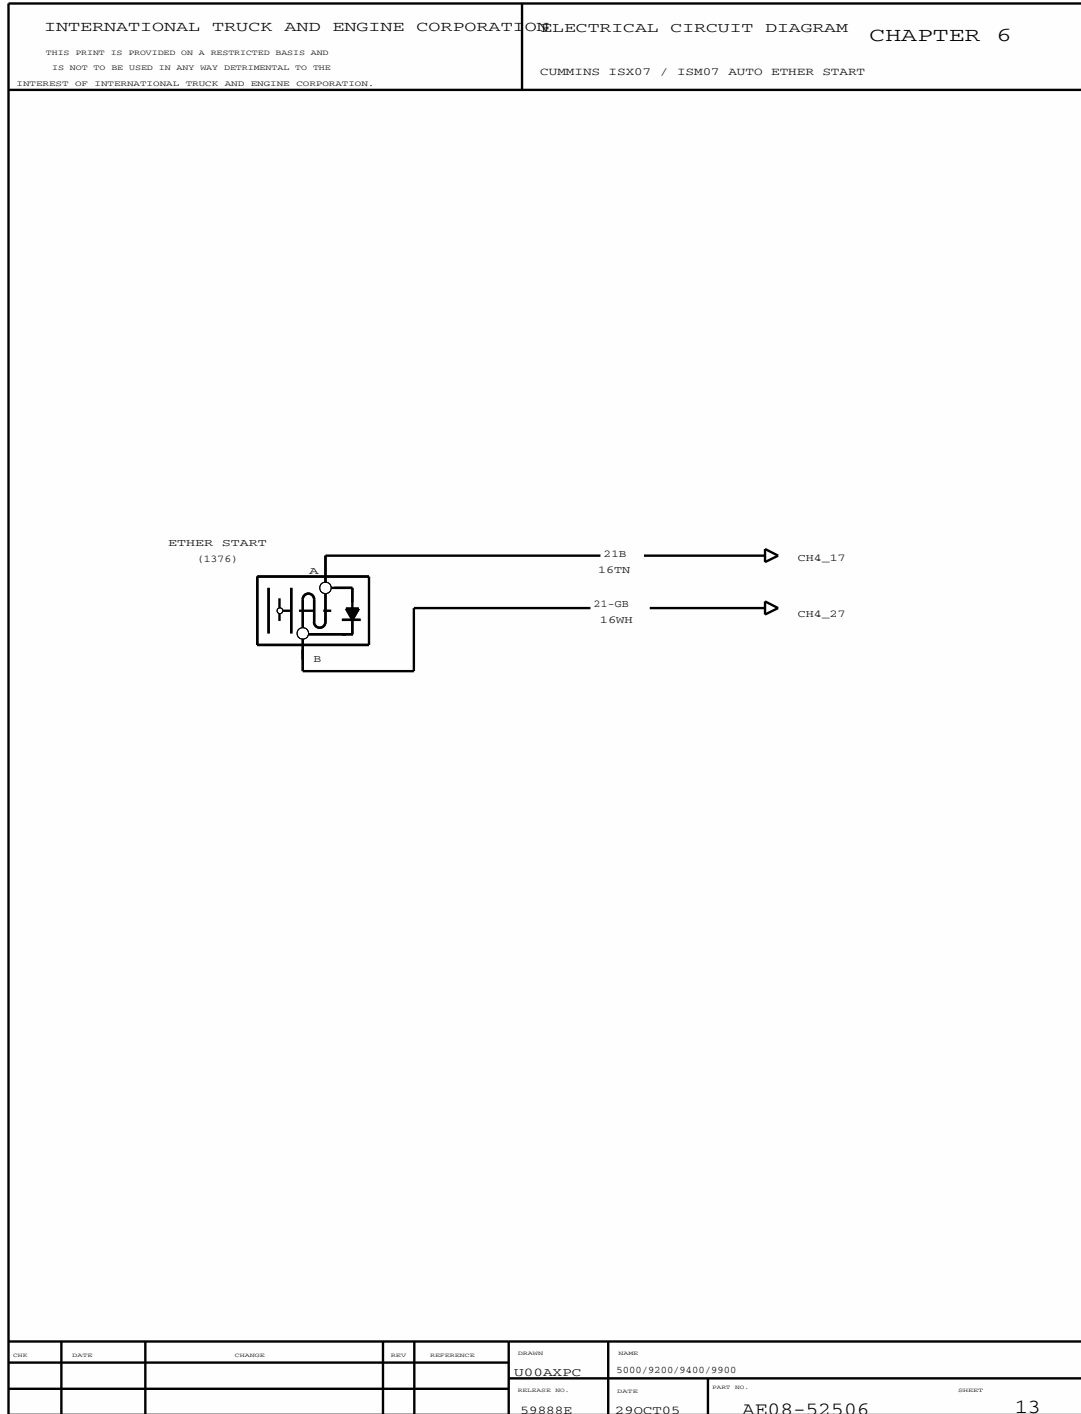 INTERNATIONAL TRUCK AND ENGINE CORPORATION
THIS PRINT IS PROVIDED ON A RESTRICTED BASIS AND
IS NOT TO BE USED IN ANY WAY DETRIMENTAL TO THE
INTEREST OF INTERNATIONAL TRUCK AND ENGINE CORPORATION.
ELECTRICAL CIRCUIT DIAGRAM
CHAPTER 6
CUMMINS ISX07 / ISM07 AUTO ETHER START
ETHER START
(1376)
A
B
21B
16TN
CH4_17
21-GB
16WH
CH4_27
CHK
DATE
CHANGE
REV
REFERENCE
DRAWN
U00AXPC
NAME
5000/9200/9400/9900
RELEASE NO.
59888E
DATE
29OCT05
PART NO.
AE08-52506
SHEET
13